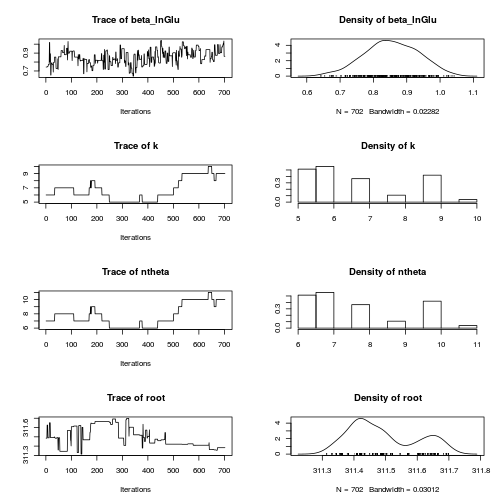 Trace of beta_lnGlu
0.7 0.9
0 100 200 300 400 500 600 700
Iterations
Density of beta_lnGlu
0 2 4
0.6 0.7 0.8 0.9 1.0 1.1
N = 702 Bandwidth = 0.02282
Trace of k
5 7 9
0 100 200 300 400 500 600 700
Iterations
Density of k
0.0 0.3
5 6 7 8 9 10
Trace of ntheta
6 8 10
0 100 200 300 400 500 600 700
Iterations
Density of ntheta
0.0 0.3
6 7 8 9 10 11
Trace of root
311.3 311.6
0 100 200 300 400 500 600 700
Iterations
Density of root
0 2 4
311.3 311.4 311.5 311.6 311.7 311.8
N = 702 Bandwidth = 0.03012